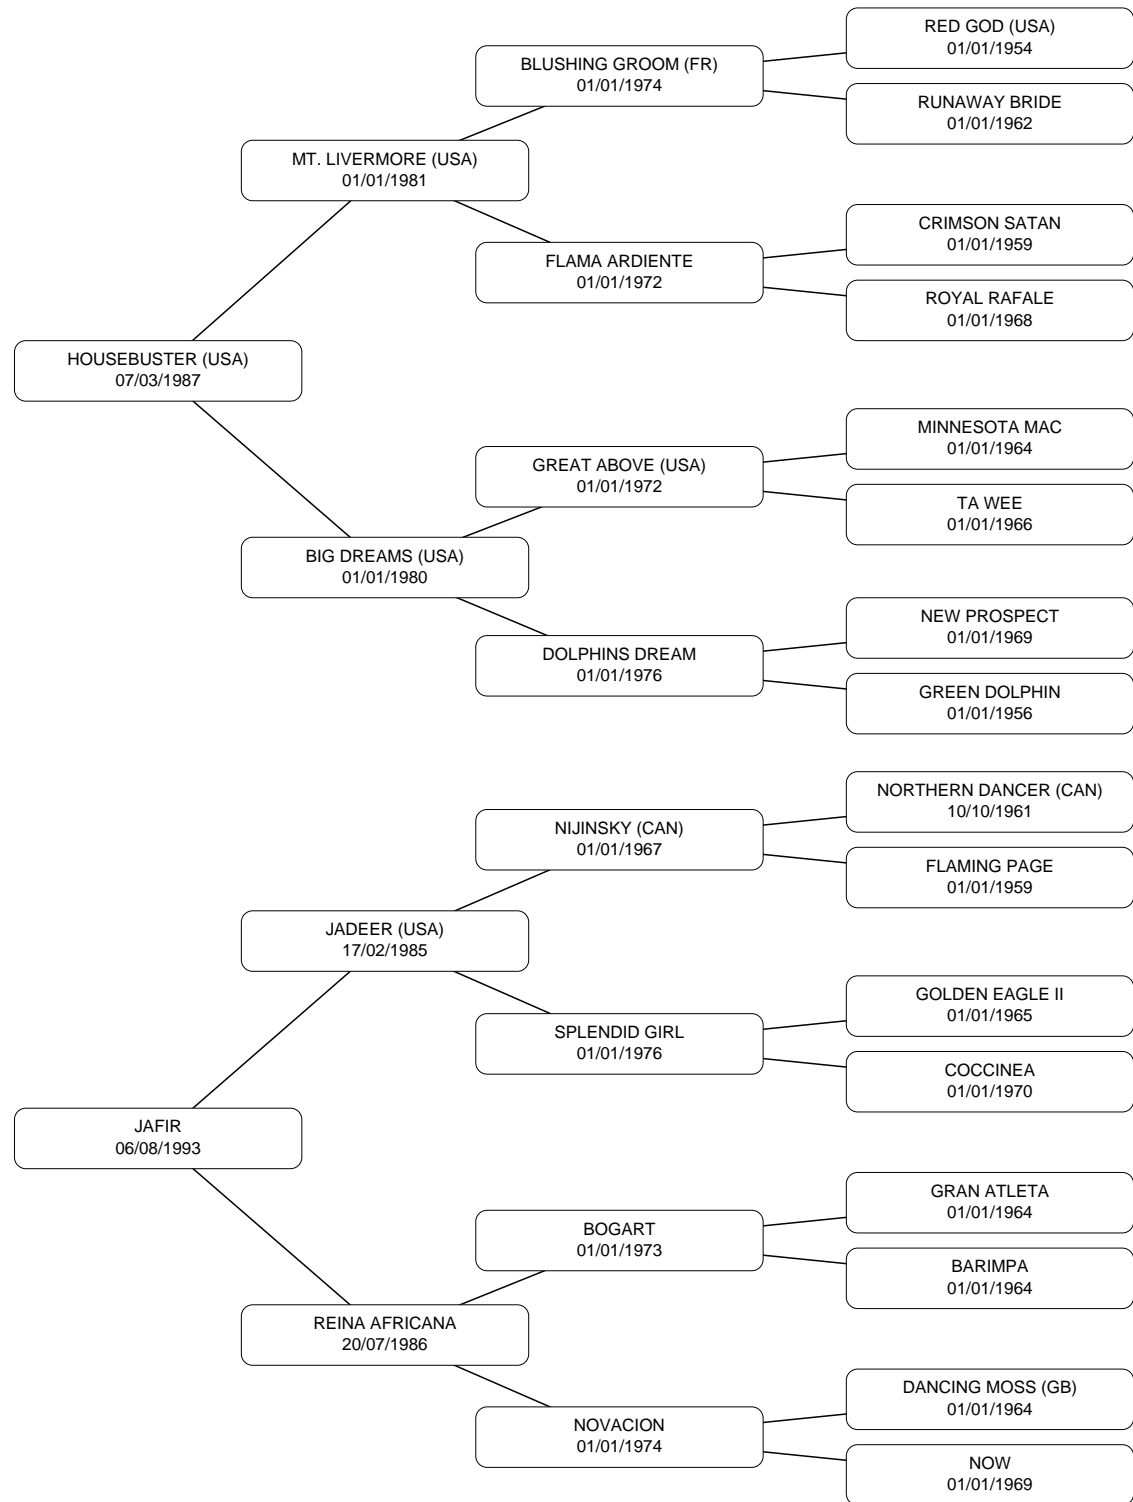 RED GOD (USA)
01/01/1954
BLUSHING GROOM (FR)
01/01/1974
RUNAWAY BRIDE
01/01/1962
MT. LIVERMORE (USA)
01/01/1981
CRIMSON SATAN
01/01/1959
FLAMA ARDIENTE
01/01/1972
ROYAL RAFALE
01/01/1968
HOUSEBUSTER (USA)
07/03/1987
MINNESOTA MAC
01/01/1964
GREAT ABOVE (USA)
01/01/1972
TA WEE
01/01/1966
BIG DREAMS (USA)
01/01/1980
NEW PROSPECT
01/01/1969
DOLPHINS DREAM
01/01/1976
GREEN DOLPHIN
01/01/1956
NORTHERN DANCER (CAN)
10/10/1961
NIJINSKY (CAN)
01/01/1967
FLAMING PAGE
01/01/1959
JADEER (USA)
17/02/1985
GOLDEN EAGLE II
01/01/1965
SPLENDID GIRL
01/01/1976
COCCINEA
01/01/1970
JAFIR
06/08/1993
GRAN ATLETA
01/01/1964
BOGART
01/01/1973
BARIMPA
01/01/1964
REINA AFRICANA
20/07/1986
DANCING MOSS (GB)
01/01/1964
NOVACION
01/01/1974
NOW
01/01/1969